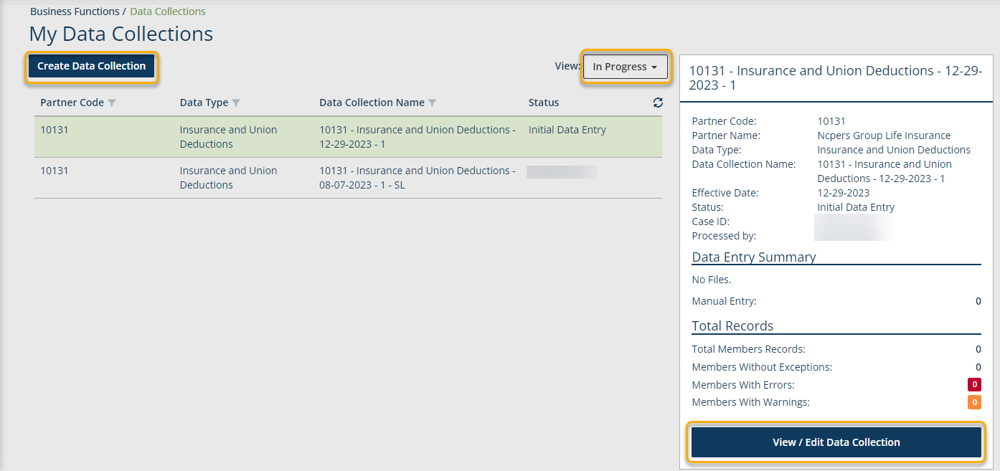 Business Functions / Data Collections
My Data Collections
Create Data Collection
View: In Progress
Partner Code Data Type Data Collection Name Status
10131 Insurance and Union 10131 - Insurance and Union Deductions - Initial Data Entry
Deductions 12-29-2023 - 1
10131 Insurance and Union 10131 - Insurance and Union Deductions -
Deductions 08-07-2023 - 1 - SL
10131 - Insurance and Union Deductions - 12-29-
2023 - 1
Partner Code: 10131
Partner Name: Ncpers Group Life Insurance
Data Type: Insurance and Union Deductions
Data Collection Name: 10131 - Insurance and Union
Deductions - 12-29-2023 - 1
Effective Date: 12-29-2023
Status: Initial Data Entry
Case ID:
Processed by:
Data Entry Summary
No Files.
Manual Entry: 0
Total Records
Total Members Records: 0
Members Without Exceptions: 0
Members With Errors: 0
Members With Warnings: 0
View / Edit Data Collection